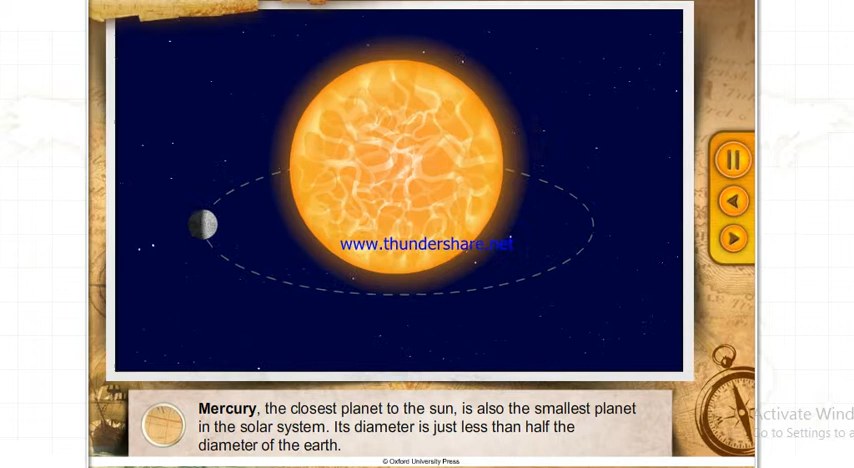 www.thundershare.net
Mercury, the closest planet to the sun, is also the smallest planet
in the solar system. Its diameter is just less than half the
diameter of the earth.
© Oxford University Press
Activate Wind
Go to Settings to a